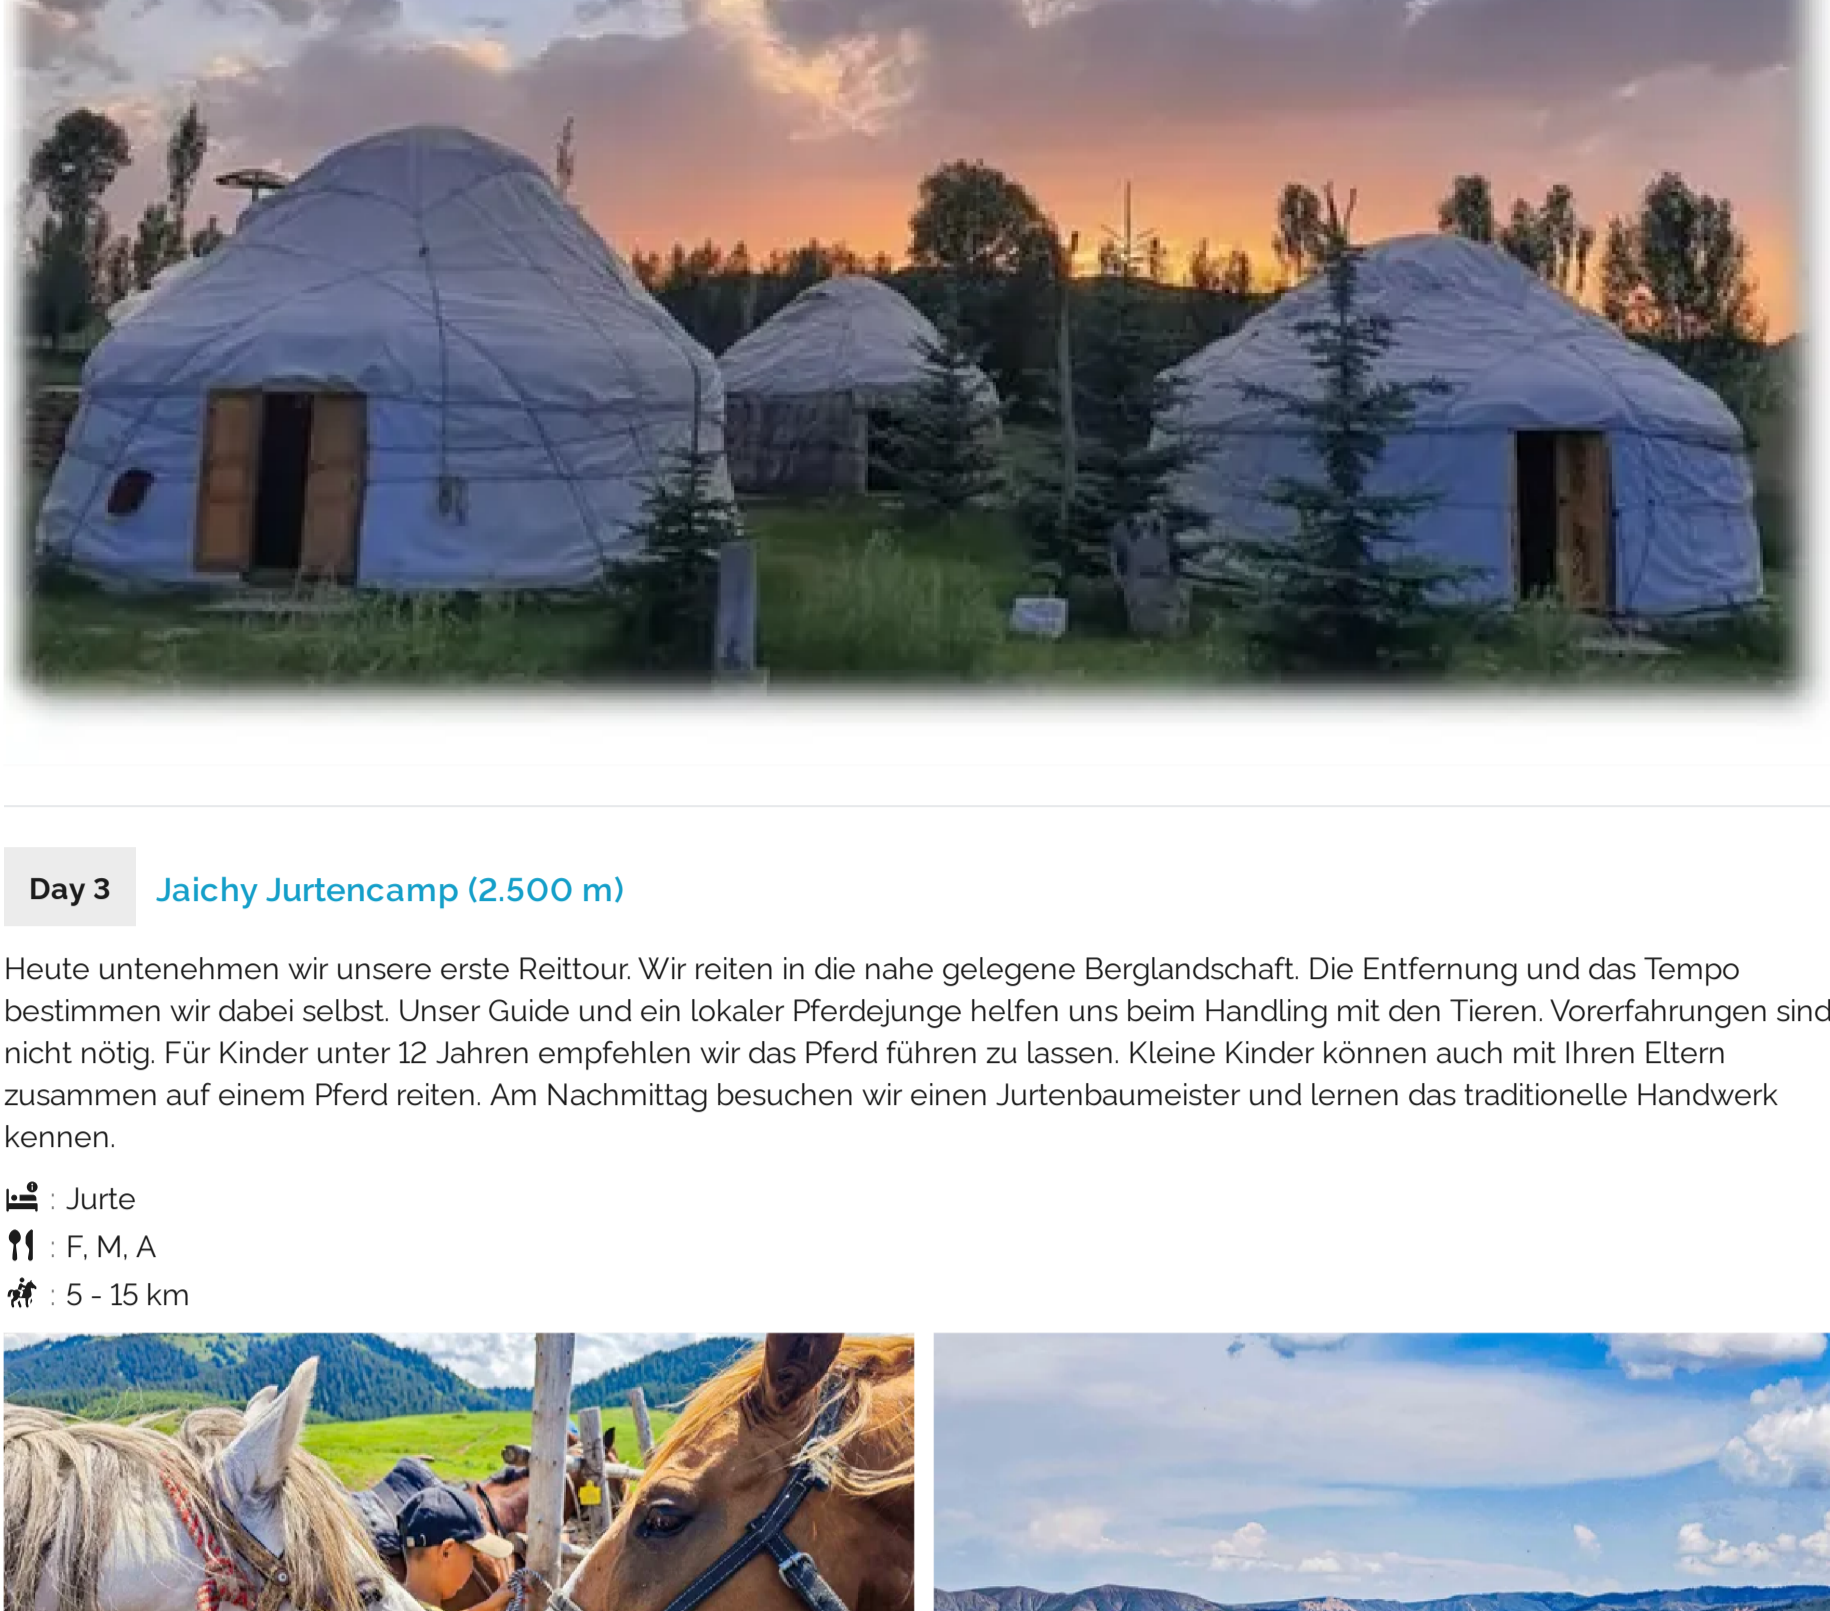 Day 3
Jaichy Jurtencamp (2.500 m)
Heute untenehmen wir unsere erste Reittour. Wir reiten in die nahe gelegene Berglandschaft. Die Entfernung und das Tempo
bestimmen wir dabei selbst. Unser Guide und ein lokaler Pferdejunge helfen uns beim Handling mit den Tieren. Vorerfahrungen sind
nicht nötig. Für Kinder unter 12 Jahren empfehlen wir das Pferd führen zu lassen. Kleine Kinder können auch mit Ihren Eltern
zusammen auf einem Pferd reiten. Am Nachmittag besuchen wir einen Jurtenbaumeister und lernen das traditionelle Handwerk
kennen.
: Jurte
: F, M, A
: 5 - 15 km